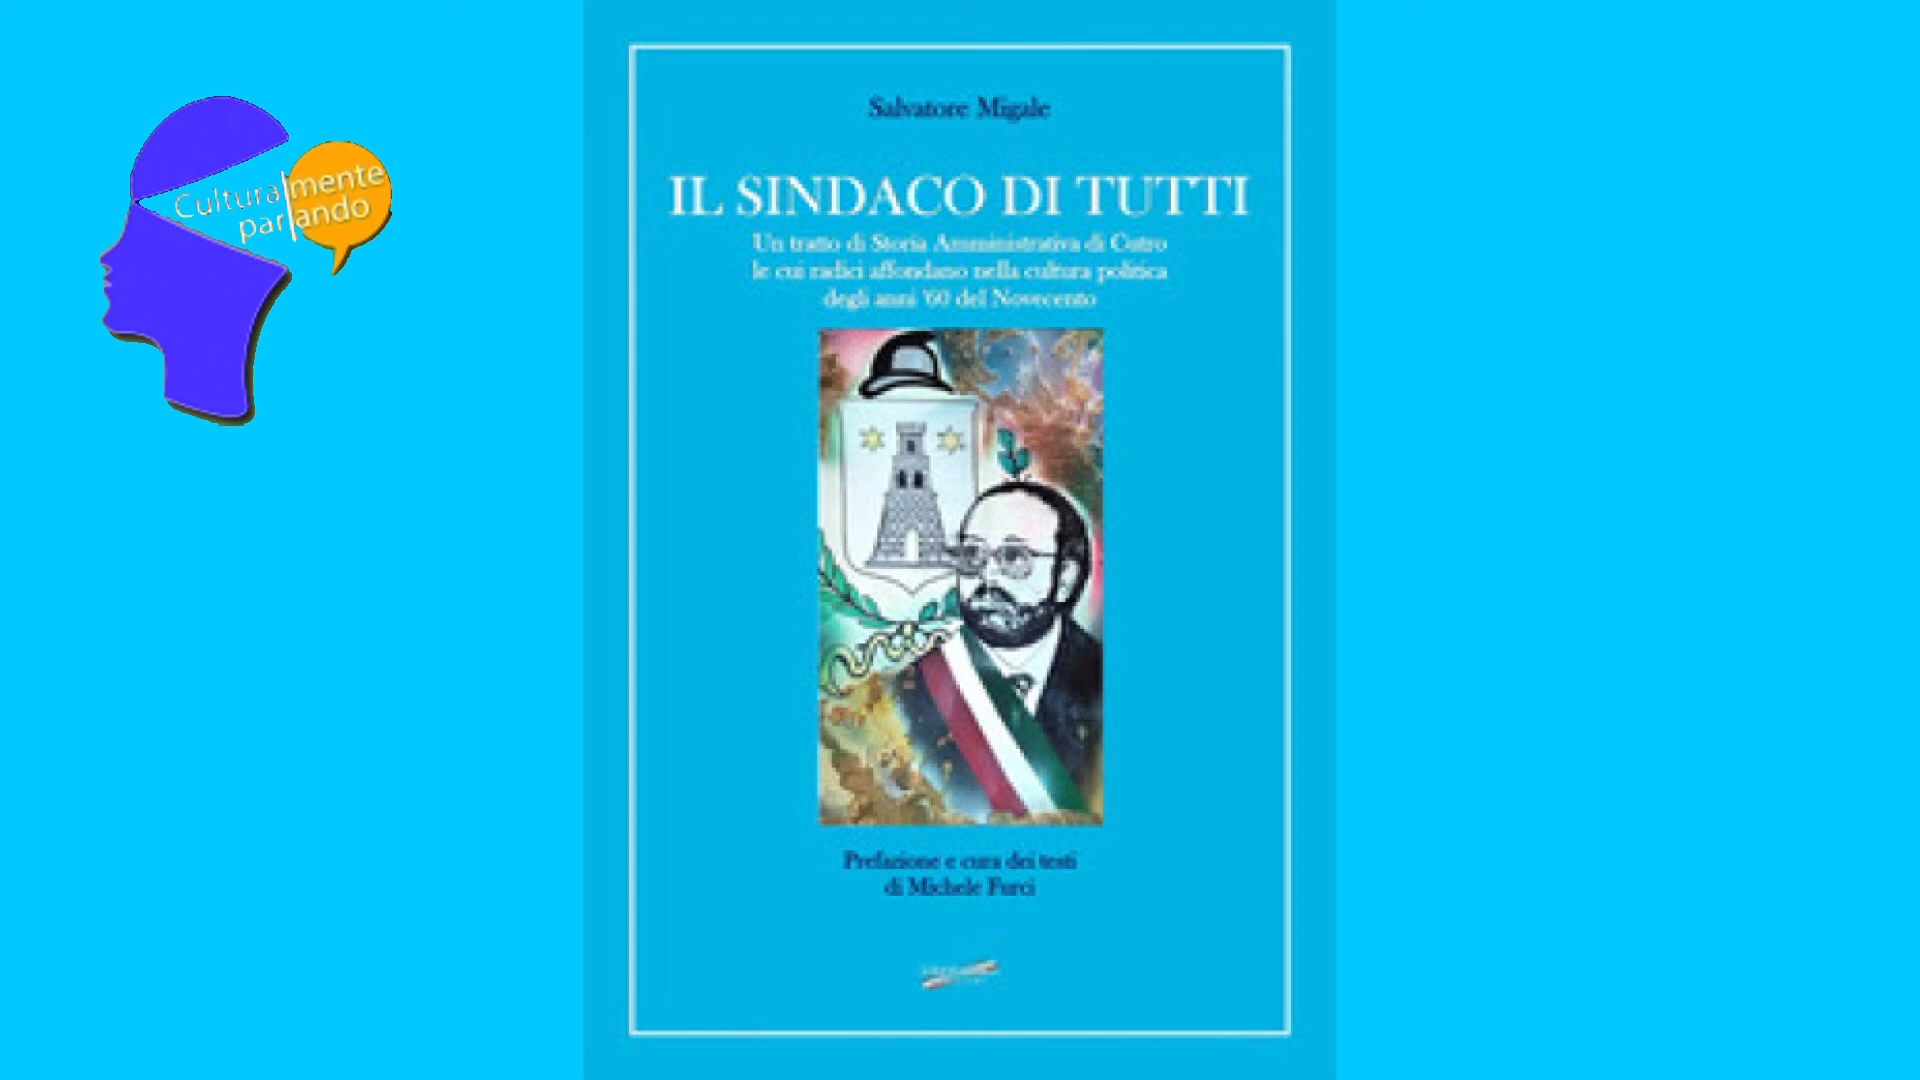 Culturalmente
parlando
Salvatore Migale
IL SINDACO DI TUTTI
Un tratto di Storia Amministrativa di Cutro
le cui radici affondano nella cultura politica
degli anni '60 del Novecento
Prefazione e cura dei testi
di Michele Furci